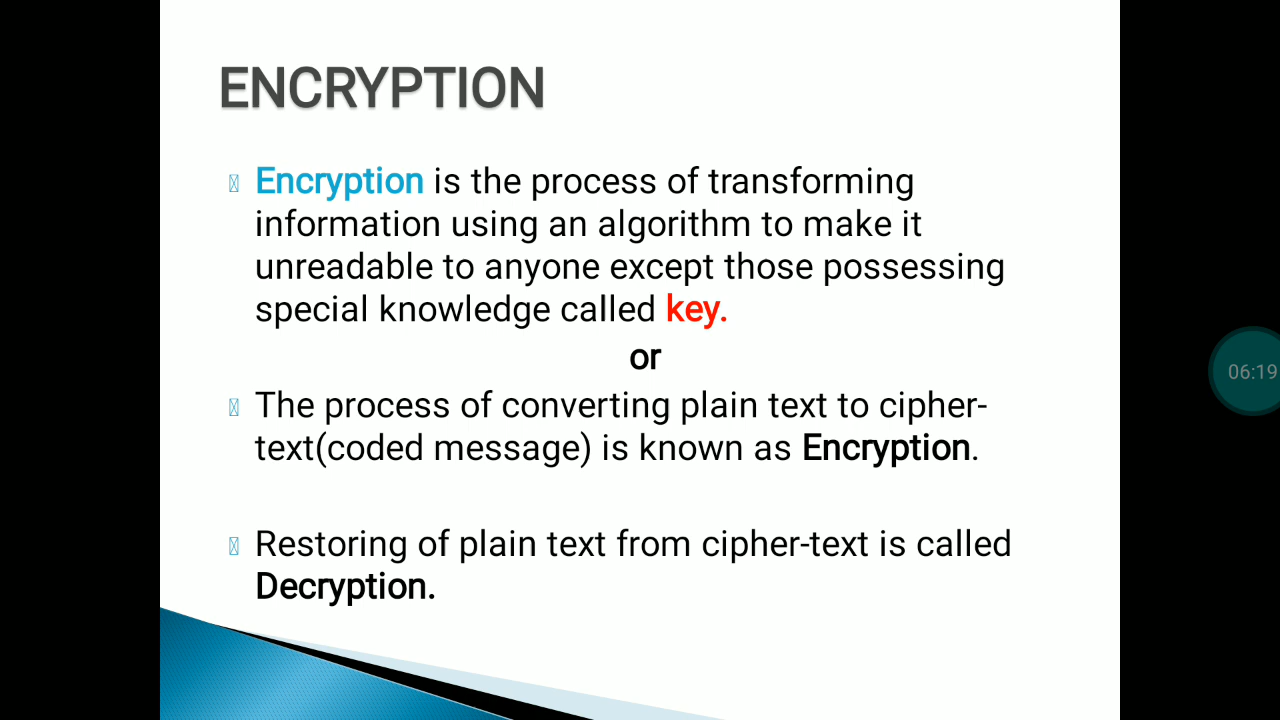 ENCRYPTION
Encryption is the process of transforming
information using an algorithm to make it
unreadable to anyone except those possessing
special knowledge called key.
or
The process of converting plain text to cipher-
text(coded message) is known as Encryption.
Restoring of plain text from cipher-text is called
Decryption.
06:19